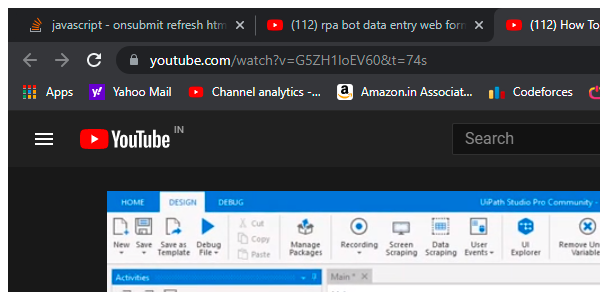 javascript - onsubmit refresh htm
(112) rpa bot data entry web form
(112) How To
youtube.com/watch?v=G5ZH1IoEV60&t=74s
Apps Yahoo Mail Channel analytics -... Amazon.in Associat... Codeforces
YouTube IN Search
HOME DESIGN DEBUG UiPath Studio Pro Community -
New Save Save as Template Debug File Cut Copy Paste Manage Packages Recording Screen Scraping Data Scraping User Events UI Explorer Remove Un Variable
Activities Main*